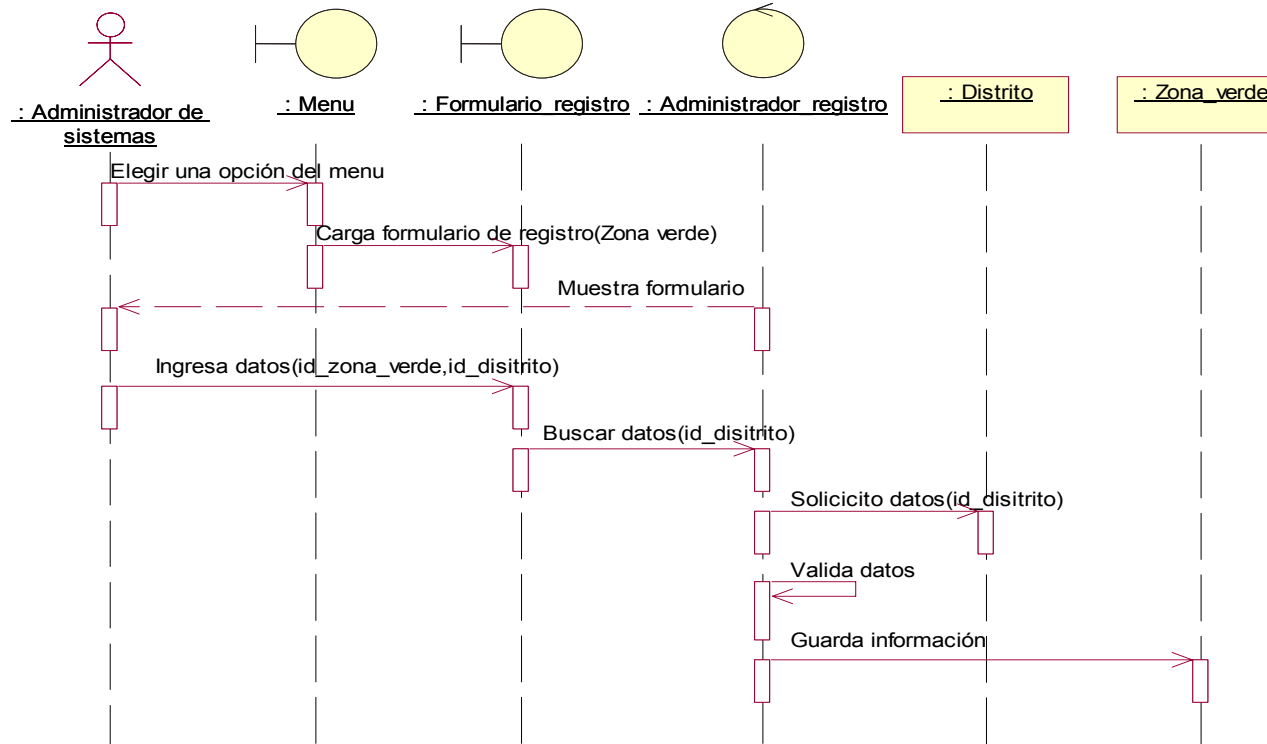 : Administrador de
sistemas
: Menu
: Formulario_registro
: Administrador_registro
: Distrito
: Zona_verde
Elegir una opción del menu
Carga formulario de registro(Zona verde)
Muestra formulario
Ingresa datos(id_zona_verde,id_disitrito)
Buscar datos(id_disitrito)
Solicicito datos(id_disitrito)
Valida datos
Guarda información